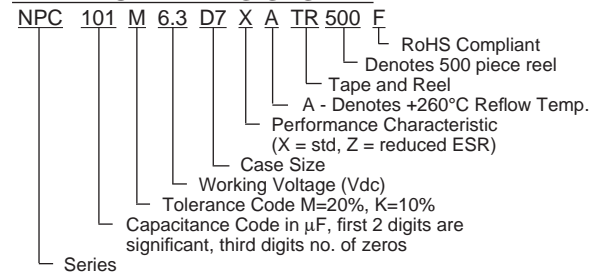 NPC 101 M 6.3 D7 X A TR 500 F
RoHS Compliant
Denotes 500 piece reel
Tape and Reel
A - Denotes +260°C Reflow Temp.
Performance Characteristic
(X = std, Z = reduced ESR)
Case Size
Working Voltage (Vdc)
Tolerance Code M=20%, K=10%
Capacitance Code in μF, first 2 digits are
significant, third digits no. of zeros
Series